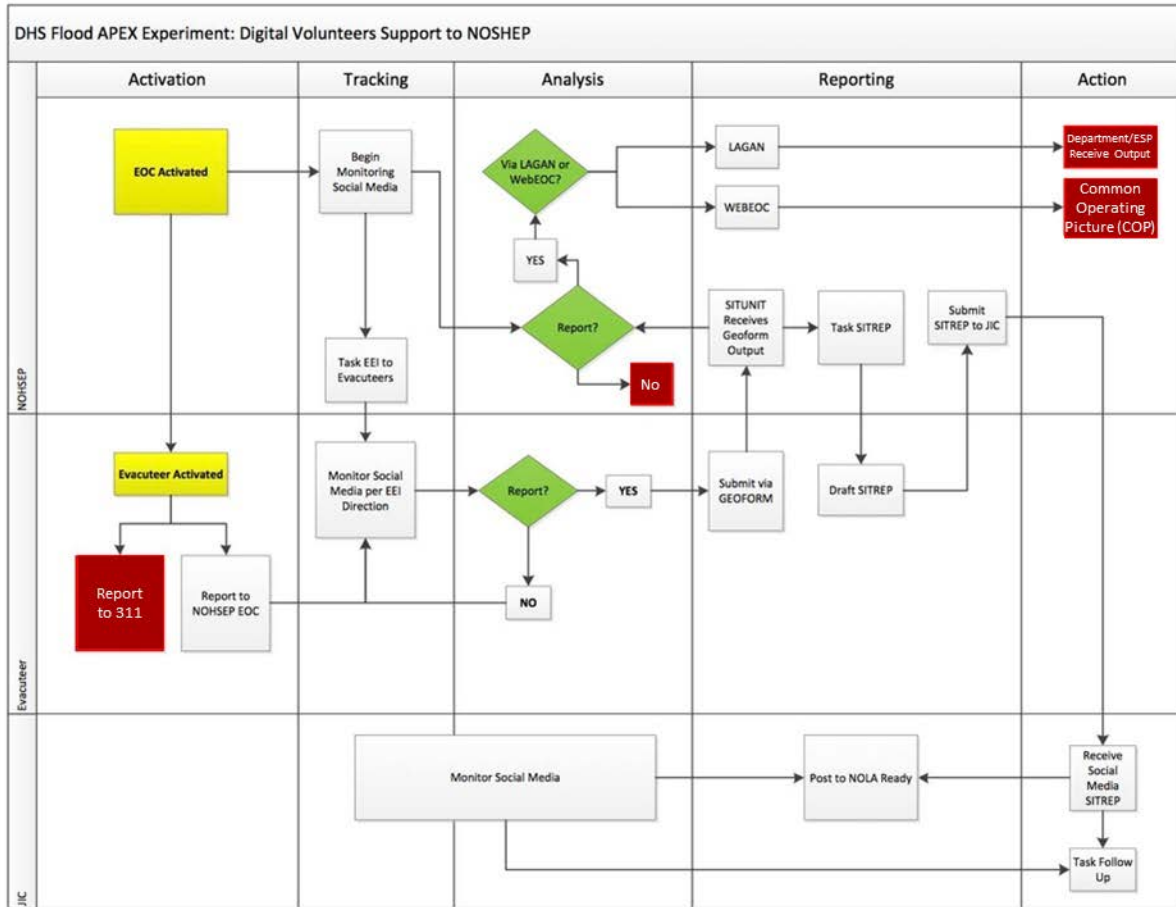 DHS Flood APEX Experiment: Digital Volunteers Support to NOSHEP
Activation
Tracking
Analysis
Reporting
Action
NOHSEP
EOC Activated
Begin
Monitoring
Social Media
Via LAGAN or
WebEOC?
LAGAN
Department/ESP
Receive Output
WEBEOC
Common
Operating
Picture (COP)
YES
Report?
No
SITUNIT
Receives
Geoform
Output
Task SITREP
Submit
SITREP to JIC
Task EEI to
Evacuteers
Evacuteer
Evacuteer Activated
Monitor Social
Media per EEI
Direction
Report?
YES
Submit via
GEOFORM
Draft SITREP
Report
to 311
Report to
NOHSEP EOC
NO
JIC
Monitor Social Media
Post to NOLA Ready
Receive
Social
Media
SITREP
Task Follow
Up